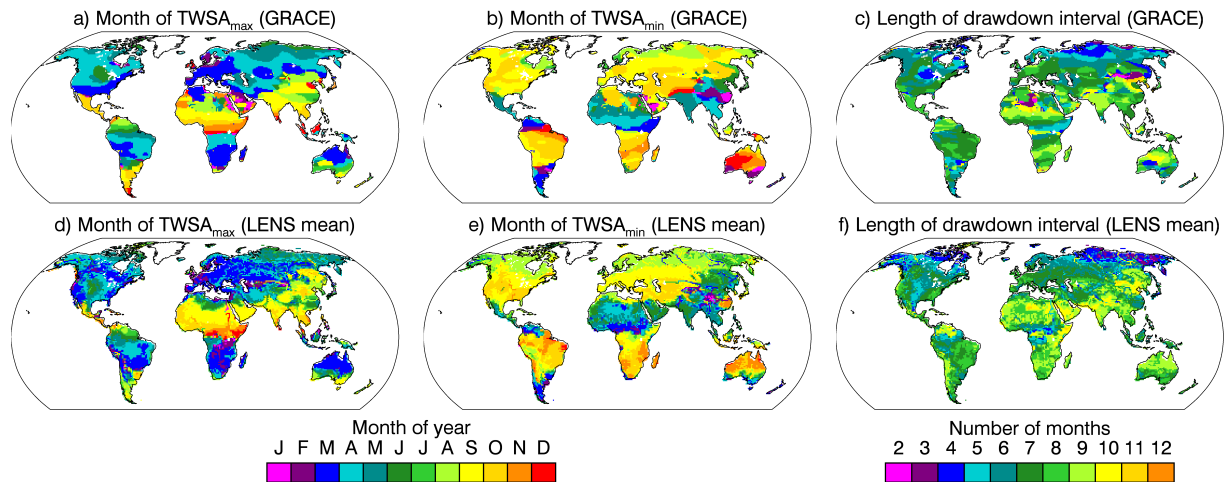 a) Month of TWSAmax (GRACE)
b) Month of TWSAmin (GRACE)
c) Length of drawdown interval (GRACE)
d) Month of TWSAmax (LENS mean)
e) Month of TWSAmin (LENS mean)
f) Length of drawdown interval (LENS mean)
Month of year
J F M A M J J A S O N D
Number of months
2 3 4 5 6 7 8 9 10 11 12